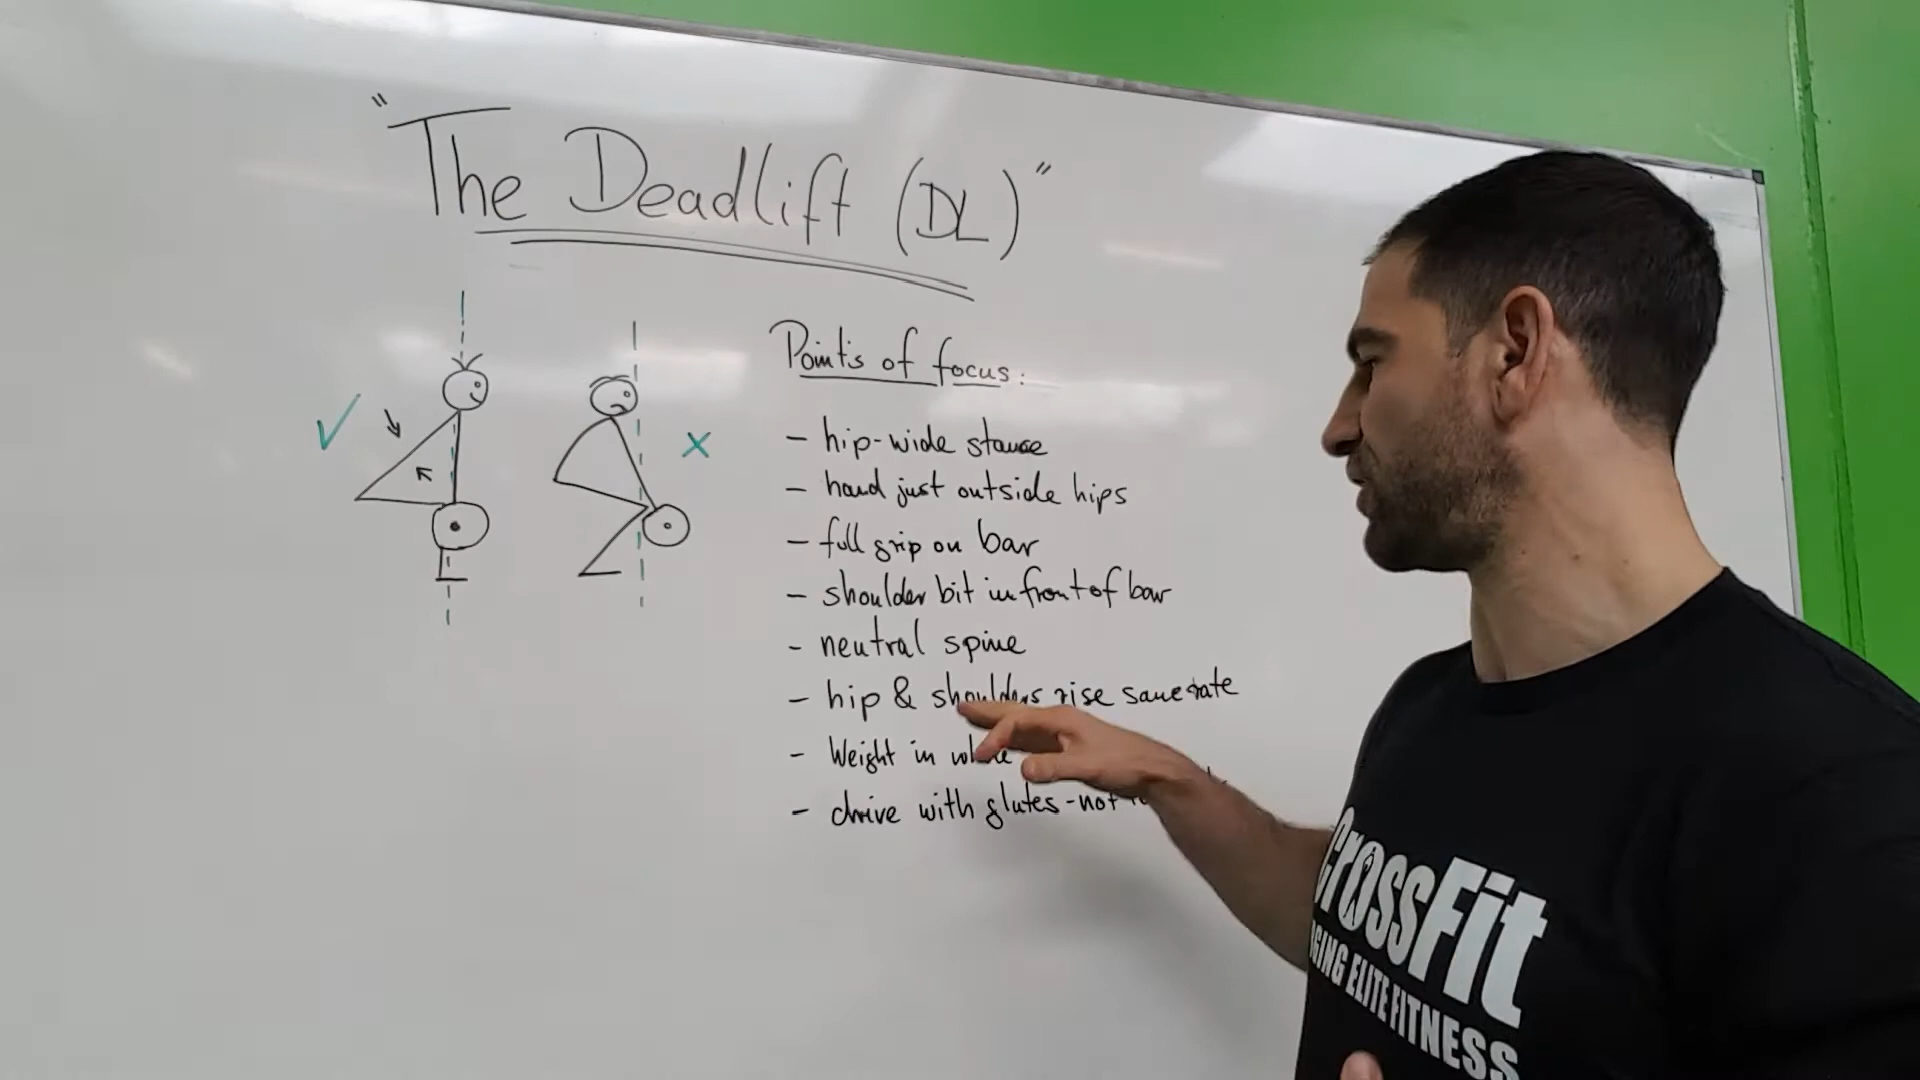 "The Deadlift (DL)"
Points of focus:
- hip-wide stance
- hand just outside hips
- full grip on bar
- shoulder bit in front of bar
- neutral spine
- hip & shoulders rise same rate
- Weight in whole
- drive with glutes - not
CrossFit
GING ELITE FITNESS